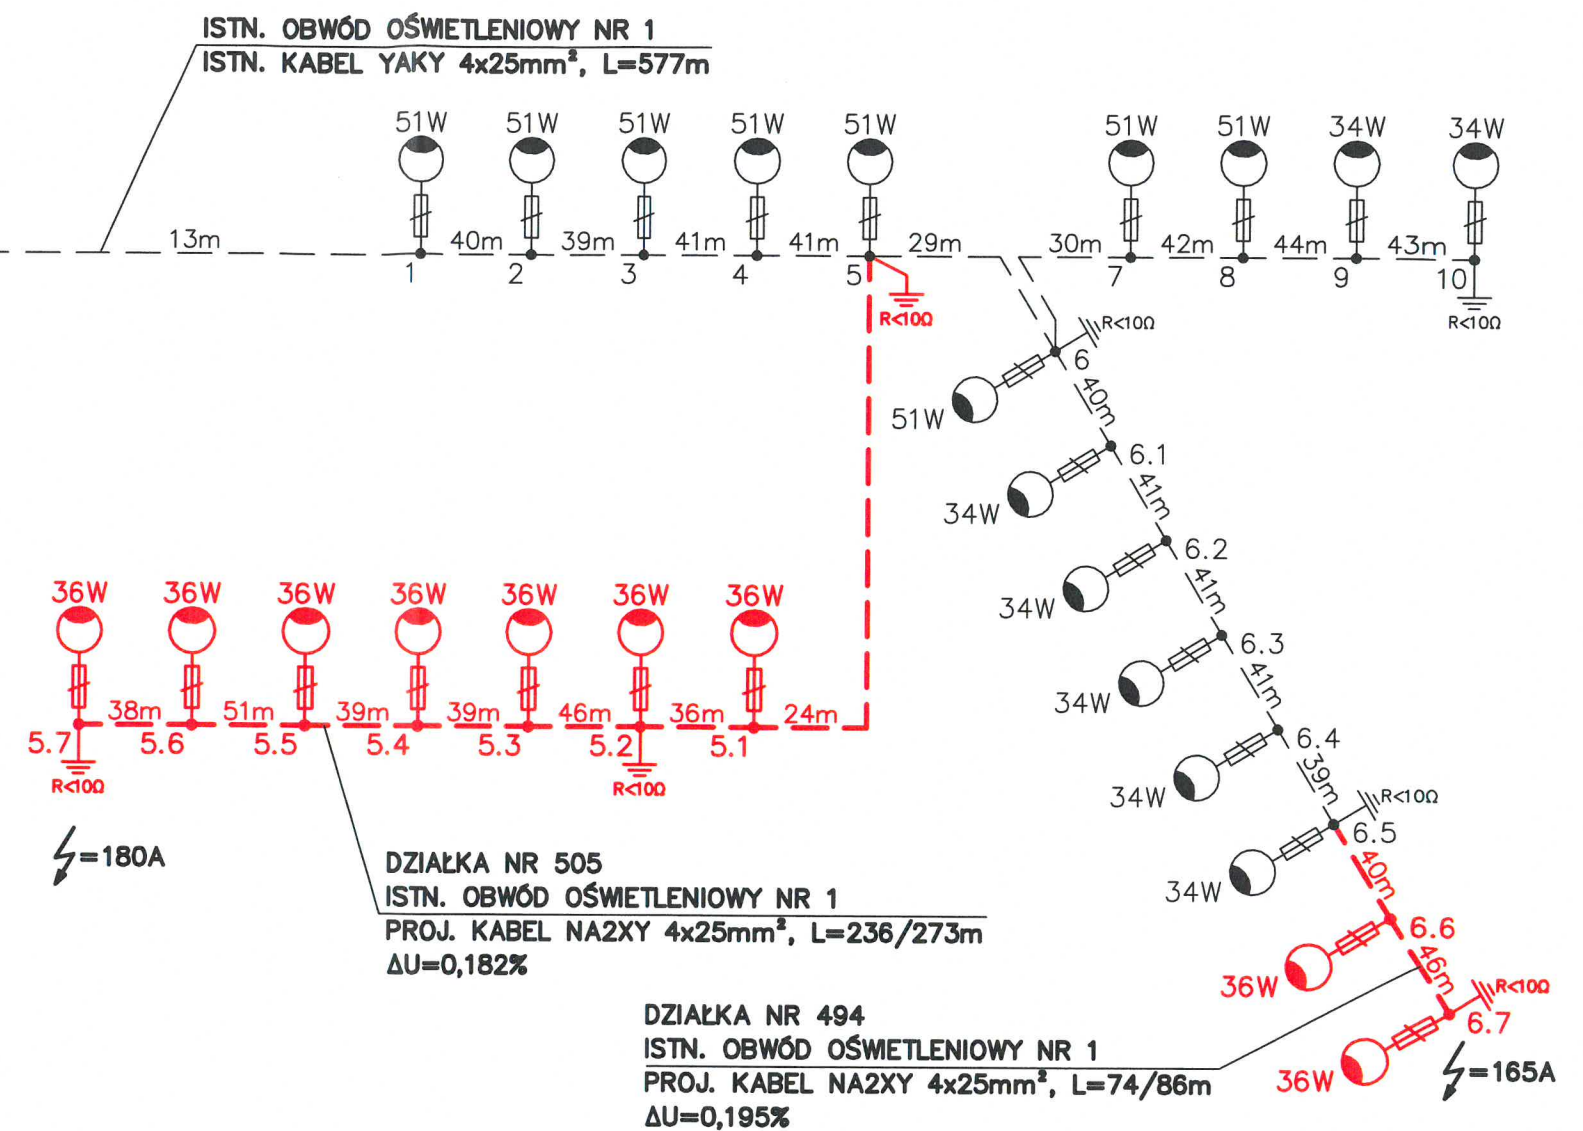 ISTN. OBWÓD OŚWIETLENIOWY NR 1
ISTN. KABEL YAKY 4x25mm², L=577m
51W 51W 51W 51W 51W 51W 51W 34W 34W
13m 40m 39m 41m 41m 29m 30m 42m 44m 43m
1 2 3 4 5 7 8 9 10
R<10Ω R<10Ω R<10Ω
6
40m
51W
6.1
41m
34W
6.2
41m
34W
6.3
41m
34W
6.4
39m
34W
R<10Ω
6.5
34W
40m
6.6
36W
46m
R<10Ω
6.7
36W
=165A
36W 36W 36W 36W 36W 36W 36W
38m 51m 39m 39m 46m 36m 24m
5.7 5.6 5.5 5.4 5.3 5.2 5.1
R<10Ω R<10Ω
=180A
DZIAŁKA NR 505
ISTN. OBWÓD OŚWIETLENIOWY NR 1
PROJ. KABEL NA2XY 4x25mm², L=236/273m
ΔU=0,182%
DZIAŁKA NR 494
ISTN. OBWÓD OŚWIETLENIOWY NR 1
PROJ. KABEL NA2XY 4x25mm², L=74/86m
ΔU=0,195%